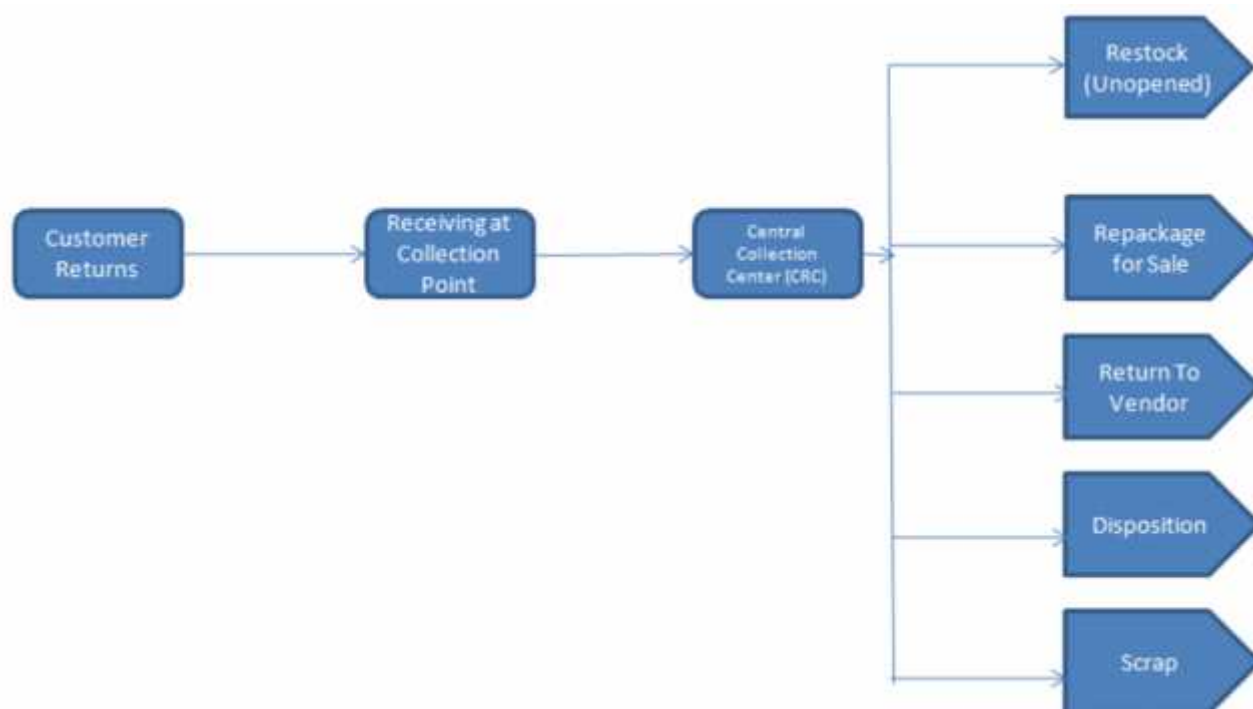 Restock
(Unopened)
Customer
Returns
Receiving at
Collection
Point
Central
Collection
Center (CRC)
Repackage
for Sale
Return To
Vendor
Disposition
Scrap